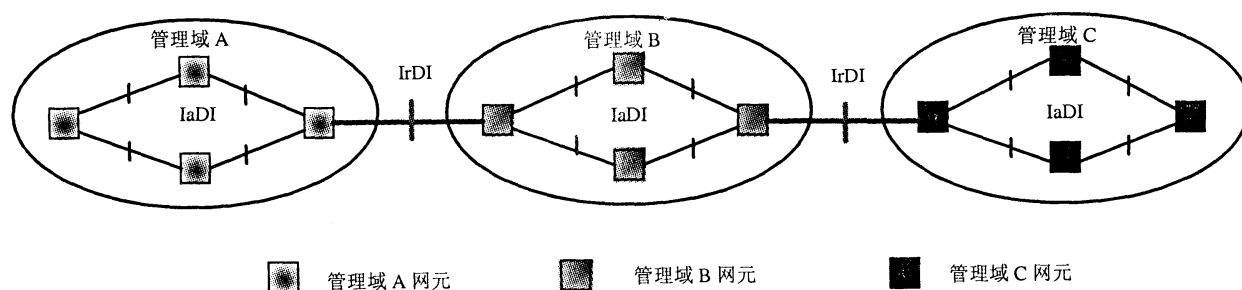 管理域 A
管理域 B
管理域 C
IrDI
IrDI
IaDI
IaDI
IaDI
管理域 A 网元
管理域 B 网元
管理域 C 网元